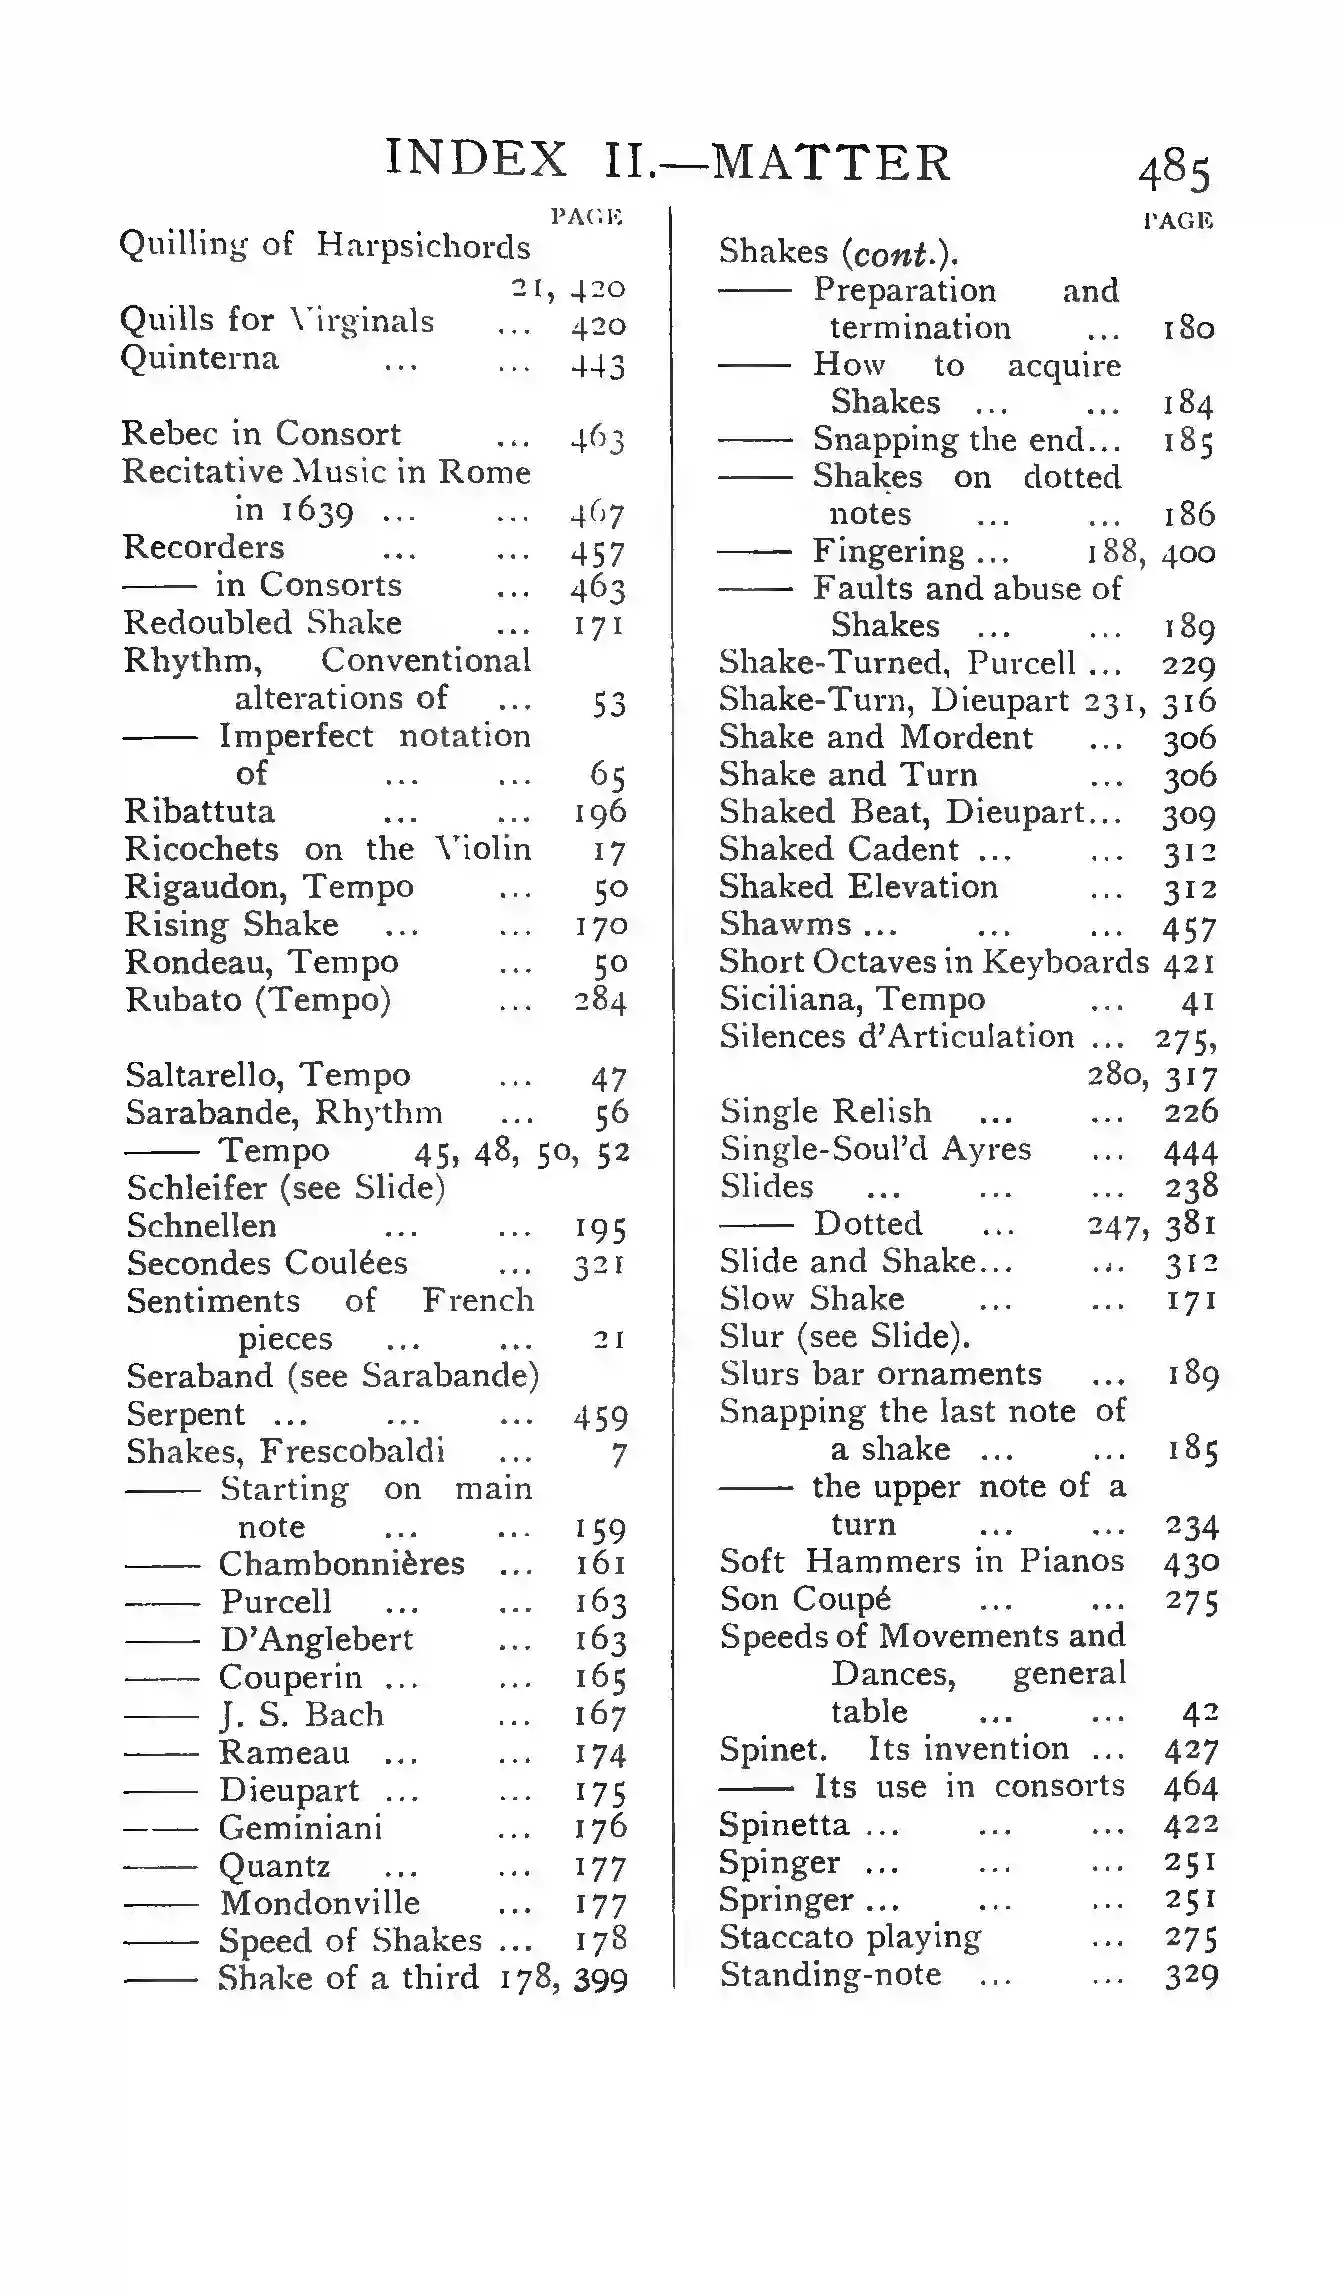 INDEX II.—MATTER 485
PAGE
Quilling of Harpsichords
21, 420
Quills for Virginals ... 420
Quinterna ... ... 443
Rebec in Consort ... 463
Recitative Music in Rome
in 1639 ... ... 467
Recorders ... ... 457
—— in Consorts ... 463
Redoubled Shake ... 171
Rhythm, Conventional
alterations of ... 53
—— Imperfect notation
of ... ... 65
Ribattuta ... ... 196
Ricochets on the Violin 17
Rigaudon, Tempo ... 50
Rising Shake ... ... 170
Rondeau, Tempo ... 50
Rubato (Tempo) ... 284
Saltarello, Tempo ... 47
Sarabande, Rhythm ... 56
—— Tempo 45, 48, 50, 52
Schleifer (see Slide)
Schnellen ... ... 195
Secondes Coulées ... 321
Sentiments of French
pieces ... ... 21
Seraband (see Sarabande)
Serpent ... ... ... 459
Shakes, Frescobaldi ... 7
—— Starting on main
note ... ... 159
—— Chambonnières ... 161
—— Purcell ... ... 163
—— D'Anglebert ... 163
—— Couperin ... ... 165
—— J. S. Bach ... 167
—— Rameau ... ... 174
—— Dieupart ... ... 175
—— Geminiani ... 176
—— Quantz ... ... 177
—— Mondonville ... 177
—— Speed of Shakes ... 178
—— Shake of a third 178, 399
PAGE
Shakes (cont.).
—— Preparation and
termination ... 180
—— How to acquire
Shakes ... ... 184
—— Snapping the end... 185
—— Shakes on dotted
notes ... ... 186
—— Fingering ... 188, 400
—— Faults and abuse of
Shakes ... ... 189
Shake-Turned, Purcell ... 229
Shake-Turn, Dieupart 231, 316
Shake and Mordent ... 306
Shake and Turn ... 306
Shaked Beat, Dieupart... 309
Shaked Cadent ... ... 312
Shaked Elevation ... 312
Shawms ... ... ... 457
Short Octaves in Keyboards 421
Siciliana, Tempo ... 41
Silences d'Articulation ... 275,
280, 317
Single Relish ... ... 226
Single-Soul'd Ayres ... 444
Slides ... ... ... 238
—— Dotted ... 247, 381
Slide and Shake... ... 312
Slow Shake ... ... 171
Slur (see Slide).
Slurs bar ornaments ... 189
Snapping the last note of
a shake ... ... 185
—— the upper note of a
turn ... ... 234
Soft Hammers in Pianos 430
Son Coupé ... ... 275
Speeds of Movements and
Dances, general
table ... ... 42
Spinet. Its invention ... 427
—— Its use in consorts 464
Spinetta ... ... ... 422
Spinger ... ... ... 251
Springer ... ... ... 251
Staccato playing ... 275
Standing-note ... ... 329